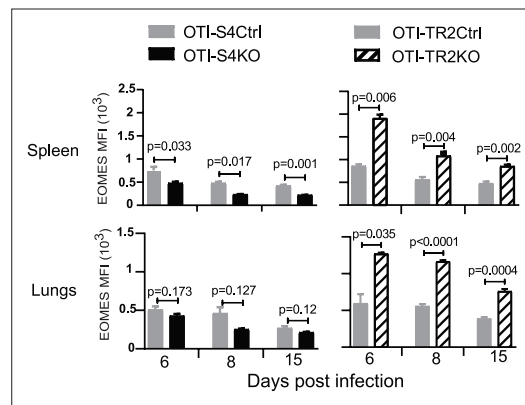 OTI-S4Ctrl
OTI-S4KO
OTI-TR2Ctrl
OTI-TR2KO
Spleen
EOMES MFI (10³)
2.5
2
1.5
1
0.5
0
p=0.033
p=0.017
p=0.001
p=0.006
p=0.004
p=0.002
Lungs
EOMES MFI (10³)
1.5
1
0.5
0
p=0.173
p=0.127
p=0.12
p=0.035
p<0.0001
p=0.0004
6 8 15 6 8 15
Days post infection